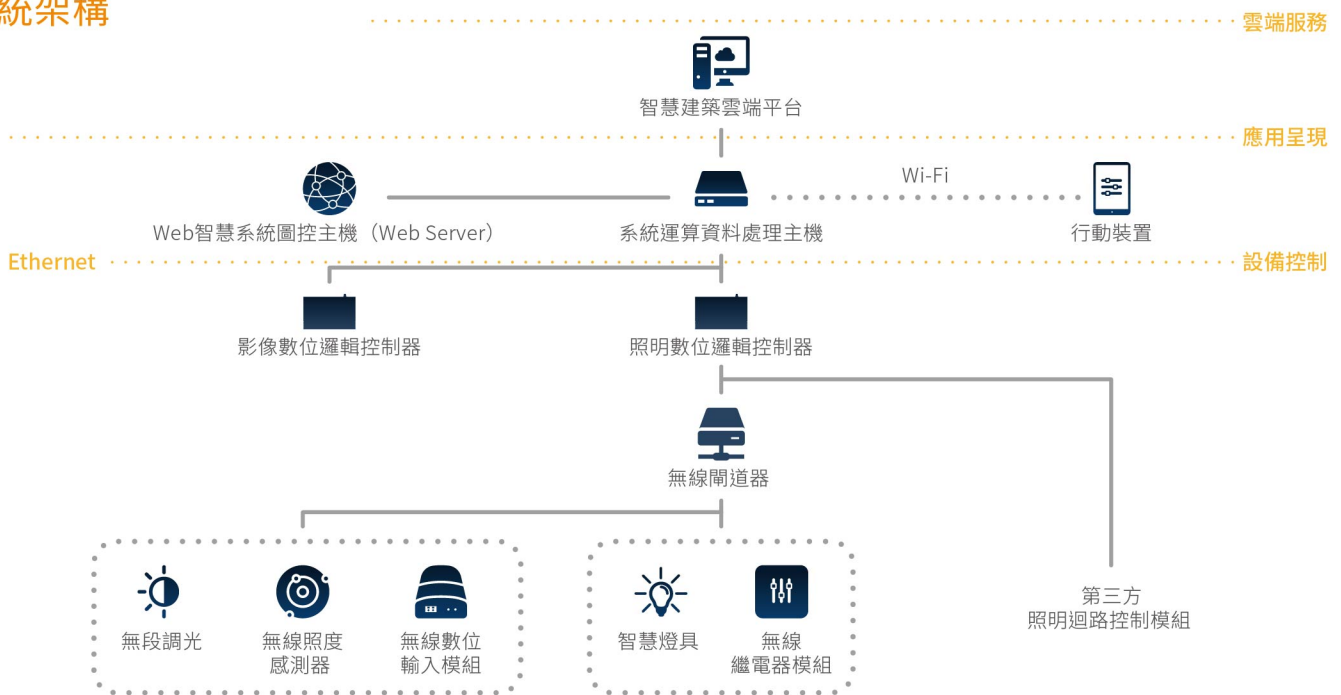 統架構
雲端服務
智慧建築雲端平台
應用呈現
Wi-Fi
Web智慧系統圖控主機（Web Server）
系統運算資料處理主機
行動裝置
Ethernet
設備控制
影像數位邏輯控制器
照明數位邏輯控制器
無線閘道器
無段調光
無線照度
感測器
無線數位
輸入模組
智慧燈具
無線
繼電器模組
第三方
照明迴路控制模組